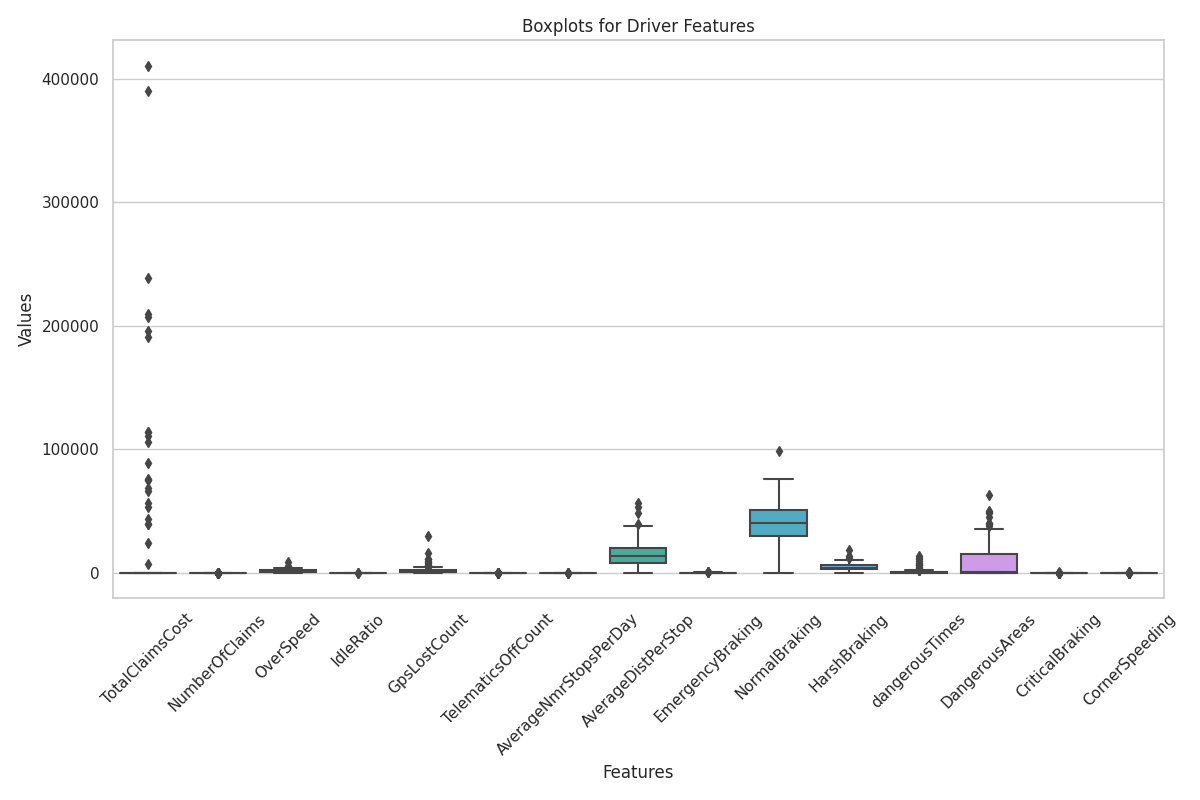 Boxplots for Driver Features
400000
300000
200000
100000
0
Values
TotalClaimsCost
NumberOfClaims
OverSpeed
IdleRatio
GpsLostCount
TelematicsOffCount
AverageNmrStopsPerDay
AverageDistPerStop
EmergencyBraking
NormalBraking
HarshBraking
dangerousTimes
DangerousAreas
CriticalBraking
CornerSpeeding
Features